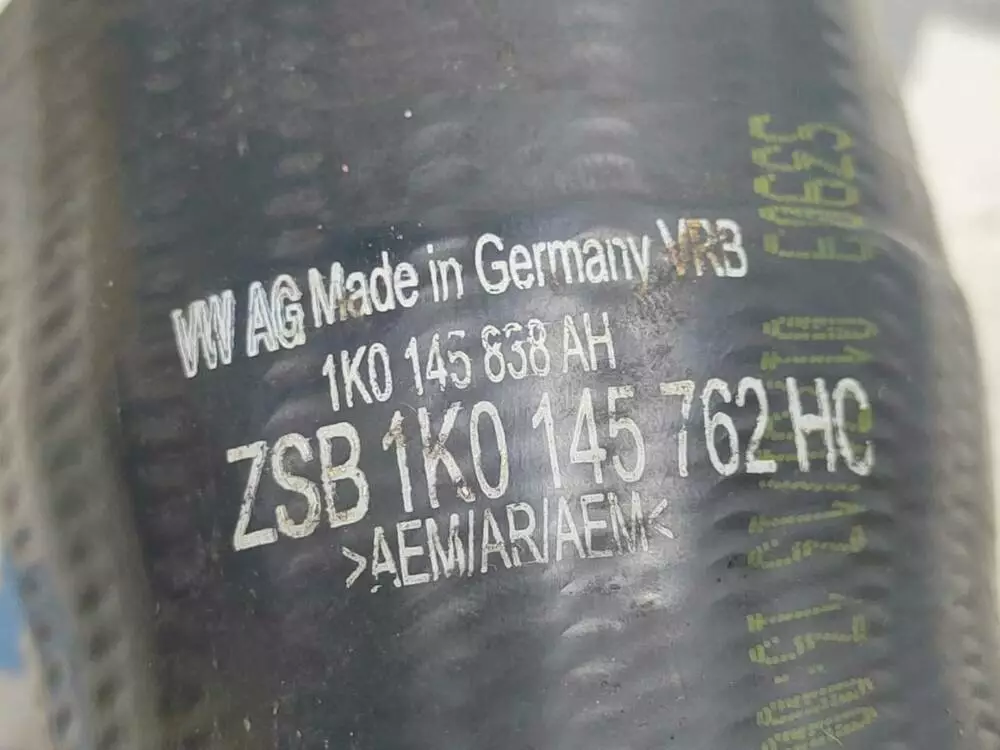 VW AG Made in Germany VRB
1K0 145 838 AH
ZSB 1K0 145 762 HC
>AEM/AR/AEM<